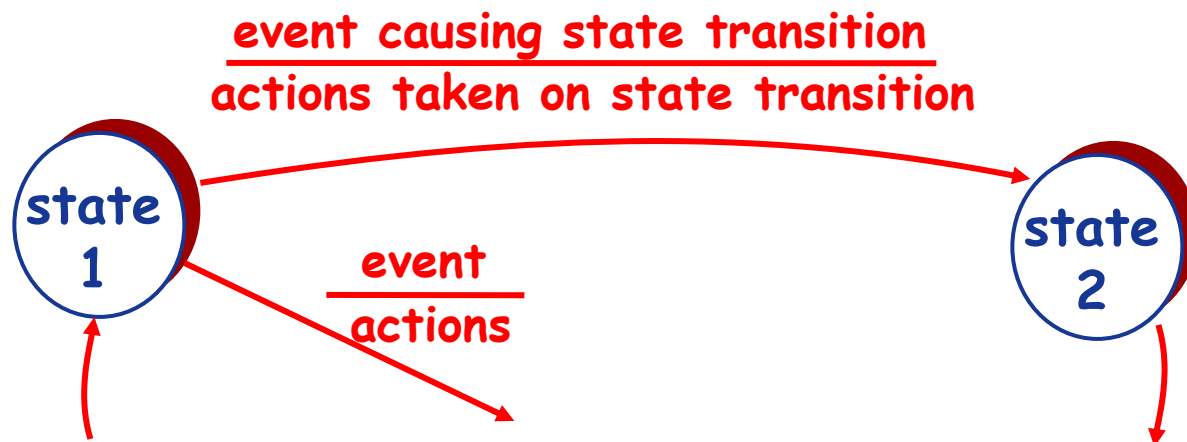 event causing state transition
actions taken on state transition
state
1
event
actions
state
2